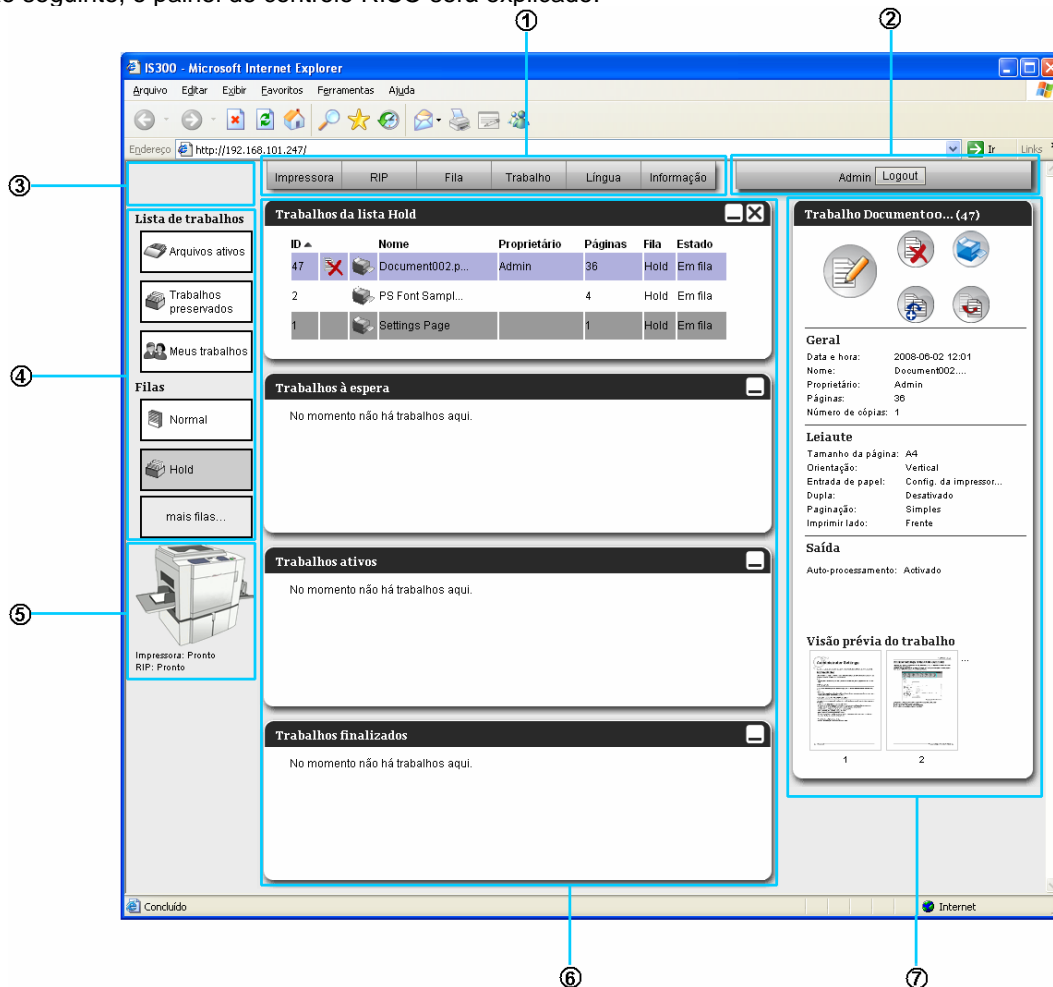 o seguinte, o painel de controle RISO será explicado.
① ②
IS300 - Microsoft Internet Explorer
Arquivo Editar Exibir Favoritos Ferramentas Ajuda
Endereço http://192.168.101.247/ Ir Links
③
Impressora RIP Fila Trabalho Língua Informação
Admin Logout
Lista de trabalhos
Arquivos ativos
Trabalhos preservados
Meus trabalhos
④
Filas
Normal
Hold
mais filas...
⑤
Impressora: Pronto
RIP: Pronto
Trabalhos da lista Hold
ID Nome Proprietário Páginas Fila Estado
47 Document002.p... Admin 36 Hold Em fila
2 PS Font Sampl... 4 Hold Em fila
1 Settings Page 1 Hold Em fila
Trabalhos à espera
No momento não há trabalhos aqui.
Trabalhos ativos
No momento não há trabalhos aqui.
Trabalhos finalizados
No momento não há trabalhos aqui.
Trabalho Document00... (47)
Geral
Data e hora: 2008-06-02 12:01
Nome: Document002....
Proprietário: Admin
Páginas: 36
Número de cópias: 1
Leiaute
Tamanho da página: A4
Orientação: Vertical
Entrada de papel: Config. da impressor...
Dupla: Desativado
Paginação: Simples
Imprimir lado: Frente
Saída
Auto-processamento: Activado
Visão prévia do trabalho
...
1 2
Concluído Internet
⑥ ⑦